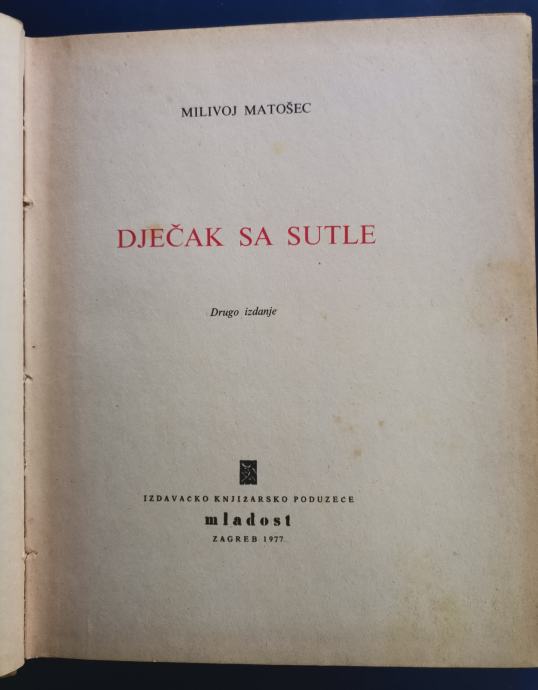 MILIVOJ MATOŠEC
DJEČAK SA SUTLE
Drugo izdanje
IZDAVAČKO KNJIŽARSKO PODUZEĆE
mladost
ZAGREB 1977